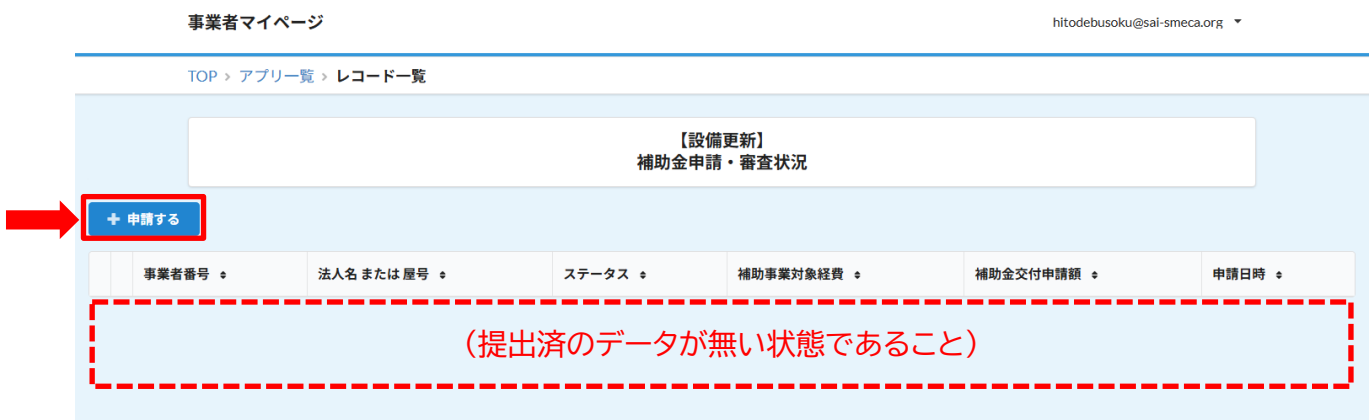 事業者マイページ
hitodebusoku@sai-smeca.org
TOP > アプリ一覧 > レコード一覧
【設備更新】
補助金申請・審査状況
申請する
事業者番号 法人名 または 屋号 ステータス 補助事業対象経費 補助金交付申請額 申請日時
（提出済のデータが無い状態であること）